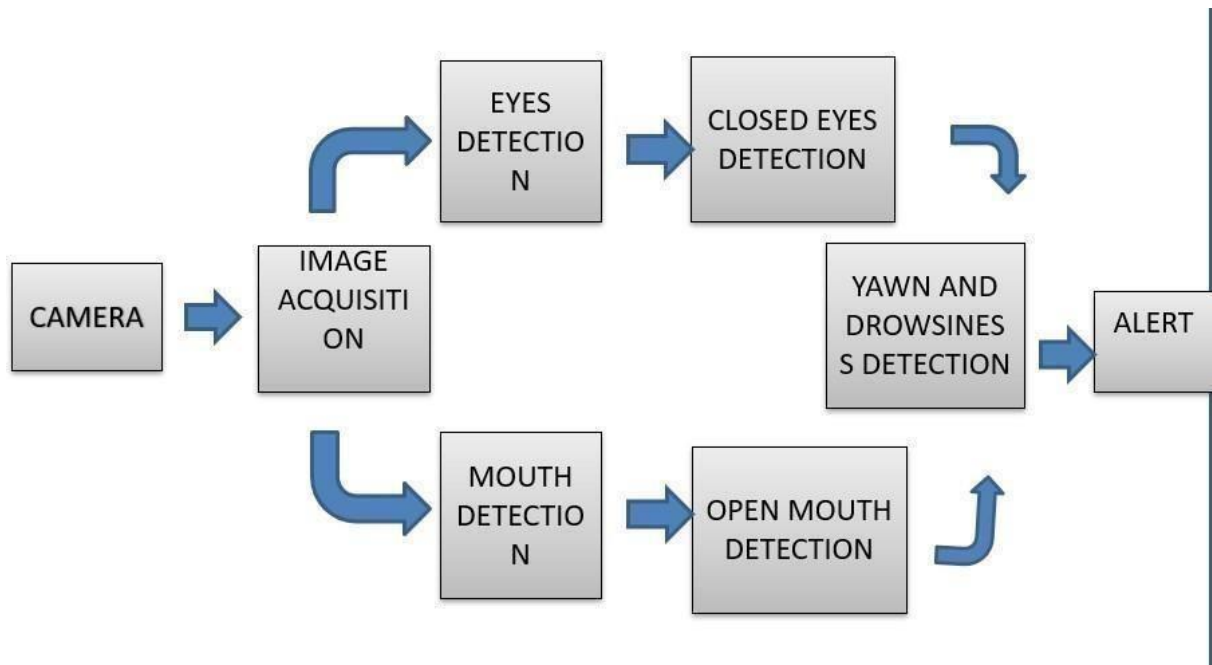 CAMERA
IMAGE
ACQUISITI
ON
EYES
DETECTIO
N
CLOSED EYES
DETECTION
MOUTH
DETECTIO
N
OPEN MOUTH
DETECTION
YAWN AND
DROWSINES
S DETECTION
ALERT